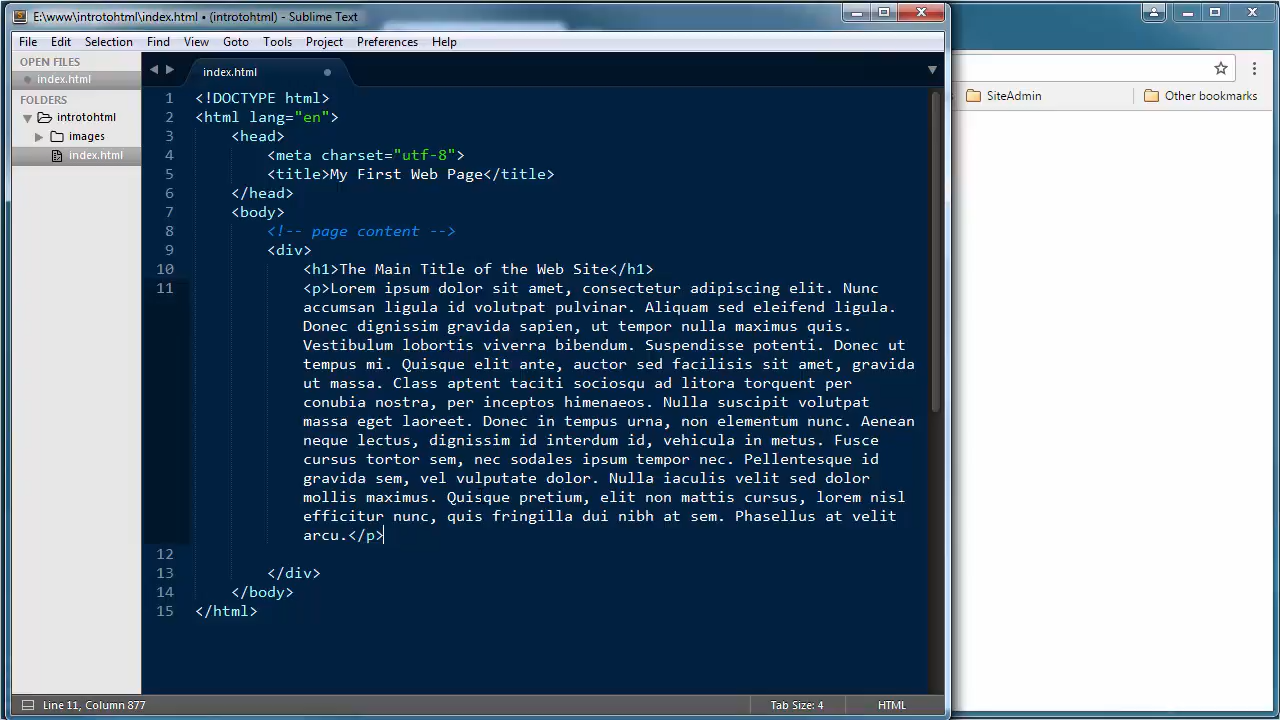 E:\www\introtohtml\index.html • (introtohtml) - Sublime Text
File Edit Selection Find View Goto Tools Project Preferences Help
OPEN FILES
index.html
FOLDERS
introtohtml
images
index.html
index.html
1 <!DOCTYPE html>
2 <html lang="en">
3 <head>
4 <meta charset="utf-8">
5 <title>My First Web Page</title>
6 </head>
7 <body>
8 <!-- page content -->
9 <div>
10 <h1>The Main Title of the Web Site</h1>
11 <p>Lorem ipsum dolor sit amet, consectetur adipiscing elit. Nunc
accumsan ligula id volutpat pulvinar. Aliquam sed eleifend ligula.
Donec dignissim gravida sapien, ut tempor nulla maximus quis.
Vestibulum lobortis viverra bibendum. Suspendisse potenti. Donec ut
tempus mi. Quisque elit ante, auctor sed facilisis sit amet, gravida
ut massa. Class aptent taciti sociosqu ad litora torquent per
conubia nostra, per inceptos himenaeos. Nulla suscipit volutpat
massa eget laoreet. Donec in tempus urna, non elementum nunc. Aenean
neque lectus, dignissim id interdum id, vehicula in metus. Fusce
cursus tortor sem, nec sodales ipsum tempor nec. Pellentesque id
gravida sem, vel vulputate dolor. Nulla iaculis velit sed dolor
mollis maximus. Quisque pretium, elit non mattis cursus, lorem nisl
efficitur nunc, quis fringilla dui nibh at sem. Phasellus at velit
arcu.</p>
12
13 </div>
14 </body>
15 </html>
Line 11, Column 877
Tab Size: 4
HTML
SiteAdmin
Other bookmarks